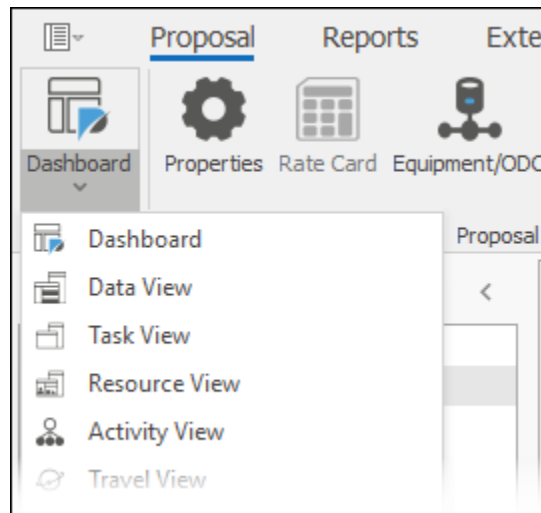 Proposal Reports Exte
Dashboard Properties Rate Card Equipment/ODC
Proposal
Dashboard
Data View
Task View
Resource View
Activity View
Travel View